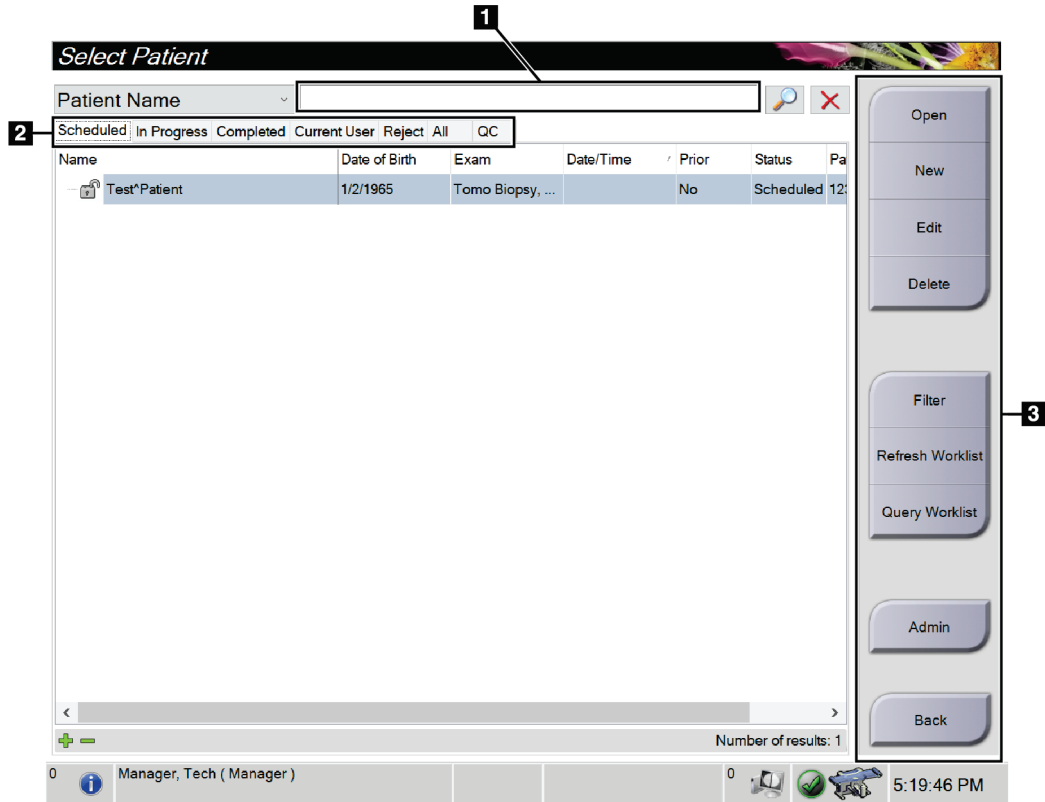 1
Select Patient
Patient Name
2
Scheduled In Progress Completed Current User Reject All QC
Name Date of Birth Exam Date/Time Prior Status Pa
Test^Patient 1/2/1965 Tomo Biopsy, ... No Scheduled 123
Open
New
Edit
Delete
Filter
3
Refresh Worklist
Query Worklist
Admin
Back
Number of results: 1
0 Manager, Tech ( Manager ) 0 5:19:46 PM